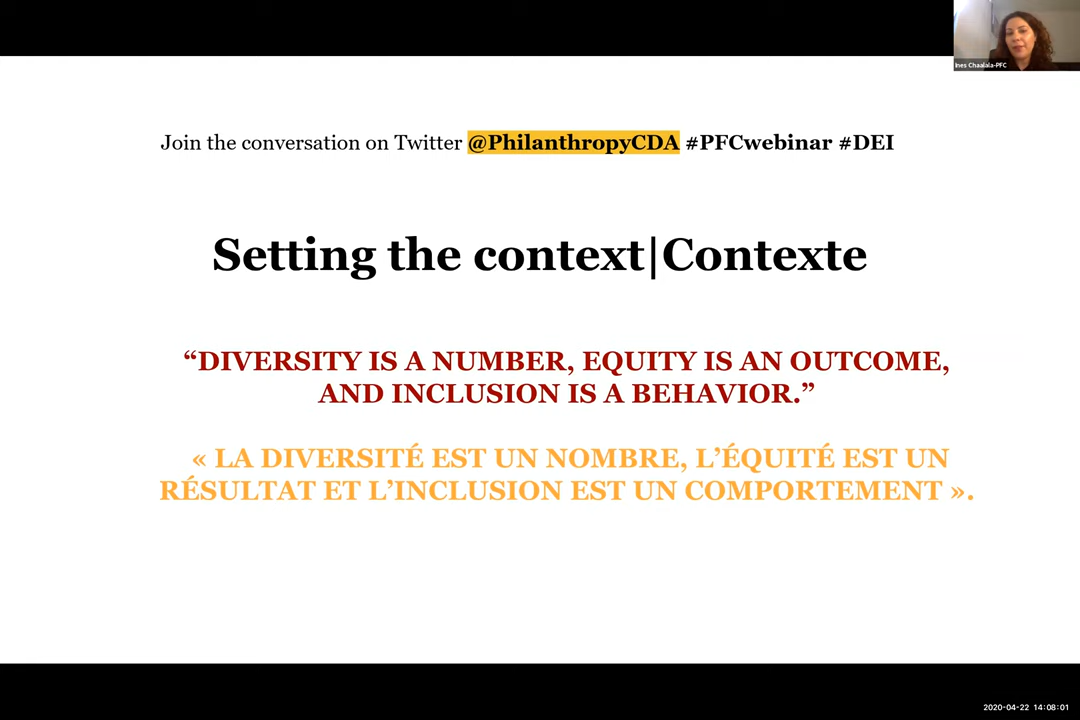 Ines Chaalala-PFC
Join the conversation on Twitter @PhilanthropyCDA #PFCwebinar #DEI
Setting the context|Contexte
“DIVERSITY IS A NUMBER, EQUITY IS AN OUTCOME,
AND INCLUSION IS A BEHAVIOR.”
« LA DIVERSITÉ EST UN NOMBRE, L’ÉQUITÉ EST UN
RÉSULTAT ET L’INCLUSION EST UN COMPORTEMENT ».
2020-04-22 14:08:01